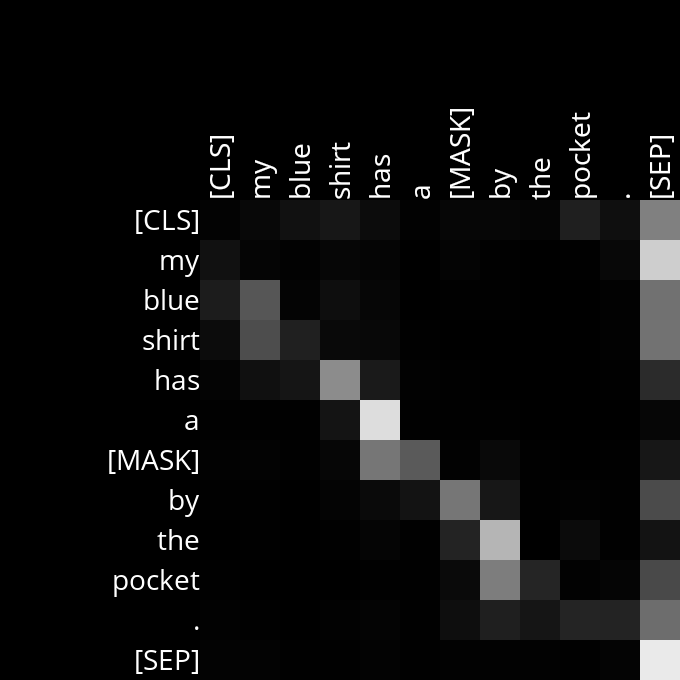 [CLS] my blue shirt has a [MASK] by the pocket . [SEP]
[CLS]
my
blue
shirt
has
a
[MASK]
by
the
pocket
.
[SEP]